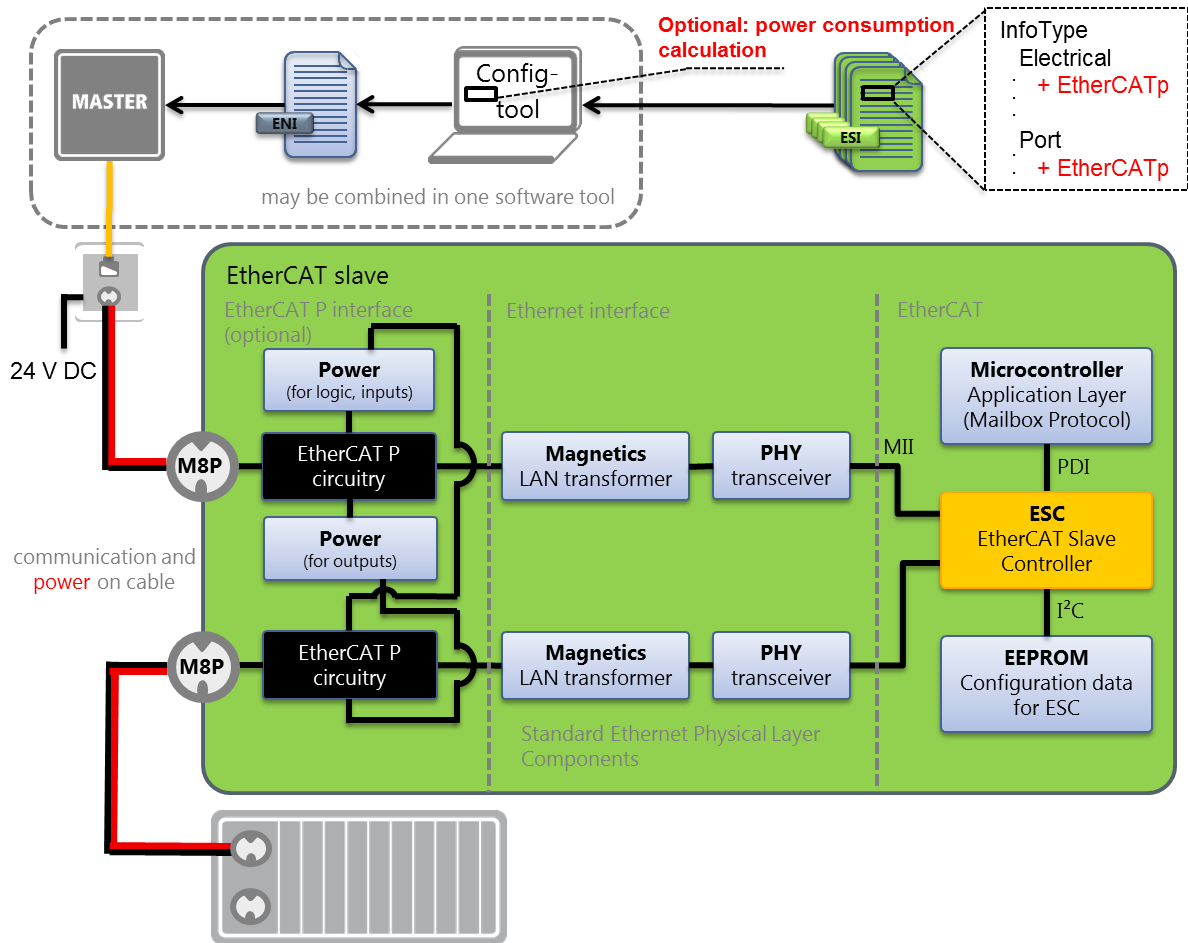 Optional: power consumption
calculation
InfoType
Electrical
+ EtherCATp
Port
+ EtherCATp
MASTER
ENI
Config-
tool
ESI
may be combined in one software tool
24 V DC
EtherCAT slave
EtherCAT P interface
(optional)
Ethernet interface
EtherCAT
Power
(for logic, inputs)
Microcontroller
Application Layer
(Mailbox Protocol)
M8P
EtherCAT P
circuitry
Magnetics
LAN transformer
PHY
transceiver
MII
PDI
Power
(for outputs)
ESC
EtherCAT Slave
Controller
communication and
power on cable
I²C
M8P
EtherCAT P
circuitry
Magnetics
LAN transformer
PHY
transceiver
EEPROM
Configuration data
for ESC
Standard Ethernet Physical Layer
Components